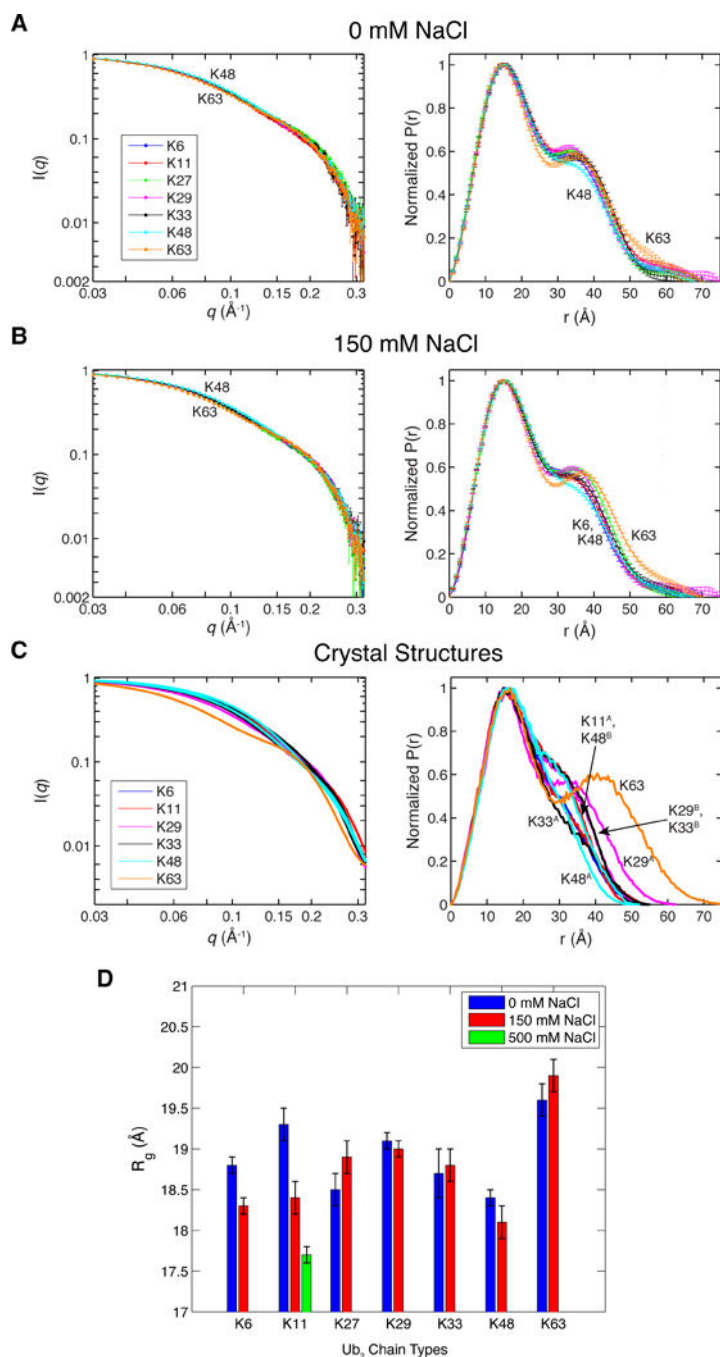 A
0 mM NaCl
I(q)
1
0.1
0.01
0.002
K48
K63
K6
K11
K27
K29
K33
K48
K63
0.03 0.06 0.1 0.2 0.3
q (Å⁻¹)
Normalized P(r)
1
0.8
0.6
0.4
0.2
0
K48
K63
0 10 20 30 40 50 60 70
r (Å)
B
150 mM NaCl
I(q)
1
0.1
0.01
0.002
K48
K63
0.03 0.06 0.1 0.2 0.3
q (Å⁻¹)
Normalized P(r)
1
0.8
0.6
0.4
0.2
0
K6,
K48
K63
0 10 20 30 40 50 60 70
r (Å)
C
Crystal Structures
I(q)
1
0.1
0.01
K6
K11
K29
K33
K48
K63
0.03 0.06 0.1 0.2 0.3
q (Å⁻¹)
Normalized P(r)
1
0.8
0.6
0.4
0.2
0
K11ᴬ,
K48ᴮ
K63
K33ᴬ
K29ᴮ,
K33ᴮ
K29ᴬ
K48ᴬ
0 10 20 30 40 50 60 70
r (Å)
D
Rg (Å)
21
20.5
20
19.5
19
18.5
18
17.5
17
0 mM NaCl
150 mM NaCl
500 mM NaCl
K6 K11 K27 K29 K33 K48 K63
Ub₂ Chain Types